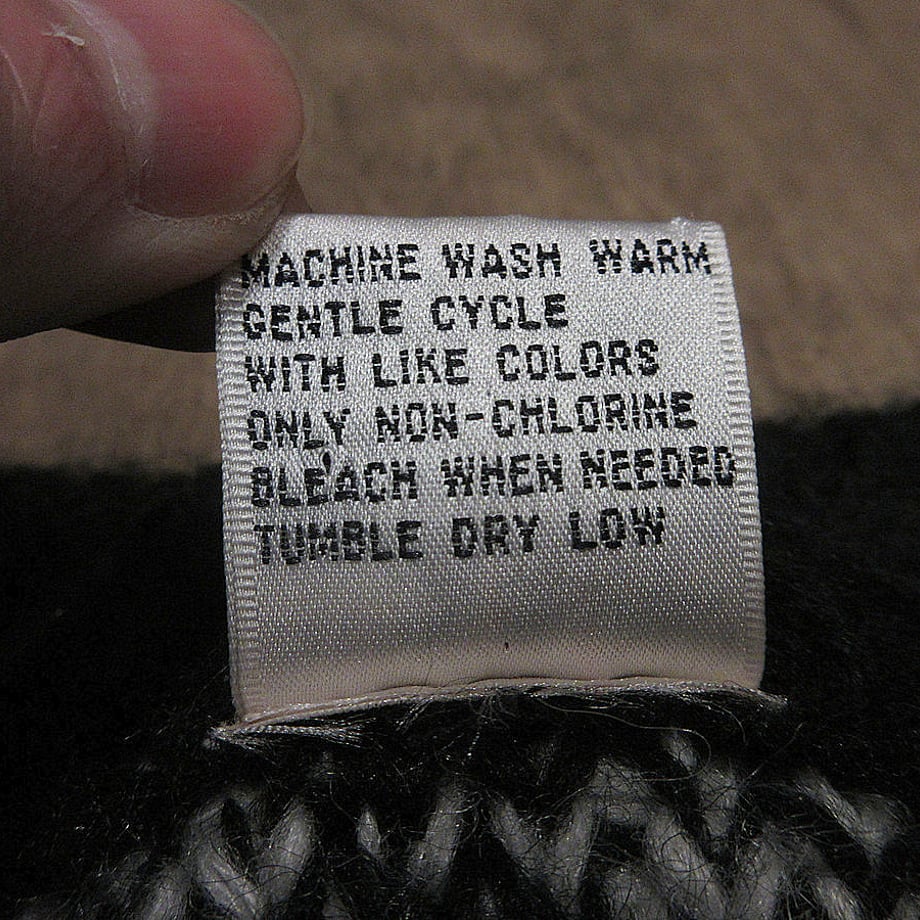 MACHINE WASH WARM
GENTLE CYCLE
WITH LIKE COLORS
ONLY NON-CHLORINE
BLEACH WHEN NEEDED
TUMBLE DRY LOW